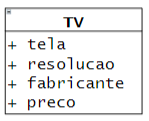 TV
+ tela
+ resolucao
+ fabricante
+ preco